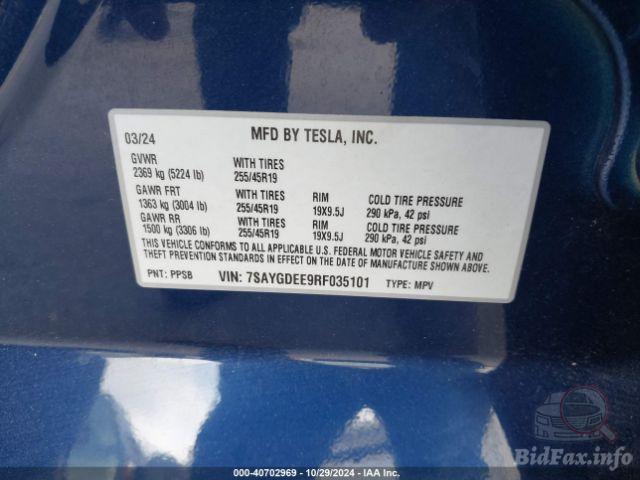 03/24 MFD BY TESLA, INC.
GVWR WITH TIRES
2369 kg (5224 lb) 255/45R19
GAWR FRT WITH TIRES RIM COLD TIRE PRESSURE
1363 kg (3004 lb) 255/45R19 19X9.5J 290 kPa, 42 psi
GAWR RR WITH TIRES RIM COLD TIRE PRESSURE
1500 kg (3306 lb) 255/45R19 19X9.5J 290 kPa, 42 psi
THIS VEHICLE CONFORMS TO ALL APPLICABLE U.S. FEDERAL MOTOR VEHICLE SAFETY AND
THEFT PREVENTION STANDARDS IN EFFECT ON THE DATE OF MANUFACTURE SHOWN ABOVE.
PNT: PPSB VIN: 7SAYGDEE9RF035101 TYPE: MPV
BidFax.info
00-40702969 • 10/29/2024 • IAA Inc.